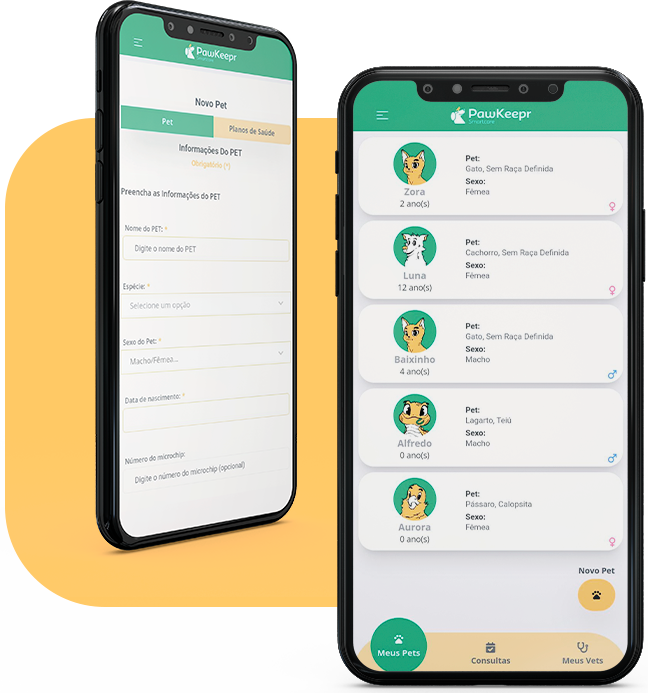 PawKeepr
Smartcare
Novo Pet
Pet
Planos de Saúde
Informações Do PET
Obrigatório (*)
Preencha as Informações do PET
Nome do PET: *
Digite o nome do PET
Espécie: *
Selecione um opção
Sexo do Pet: *
Macho/Fêmisa...
Data de nascimento: *
Número do microchip:
Digite o número do microchip (opcional)
PawKeepr
Smartcare
Zora
2 ano(s)
Pet:
Gato, Sem Raça Definida
Sexo:
Fêmea
Luna
12 ano(s)
Pet:
Cachorro, Sem Raça Definida
Sexo:
Fêmea
Baixinho
4 ano(s)
Pet:
Gato, Sem Raça Definida
Sexo:
Macho
Alfredo
0 ano(s)
Pet:
Lagarto, Teiú
Sexo:
Macho
Aurora
0 ano(s)
Pet:
Pássaro, Calopsita
Sexo:
Fêmea
Novo Pet
Meus Pets
Consultas
Meus Vets